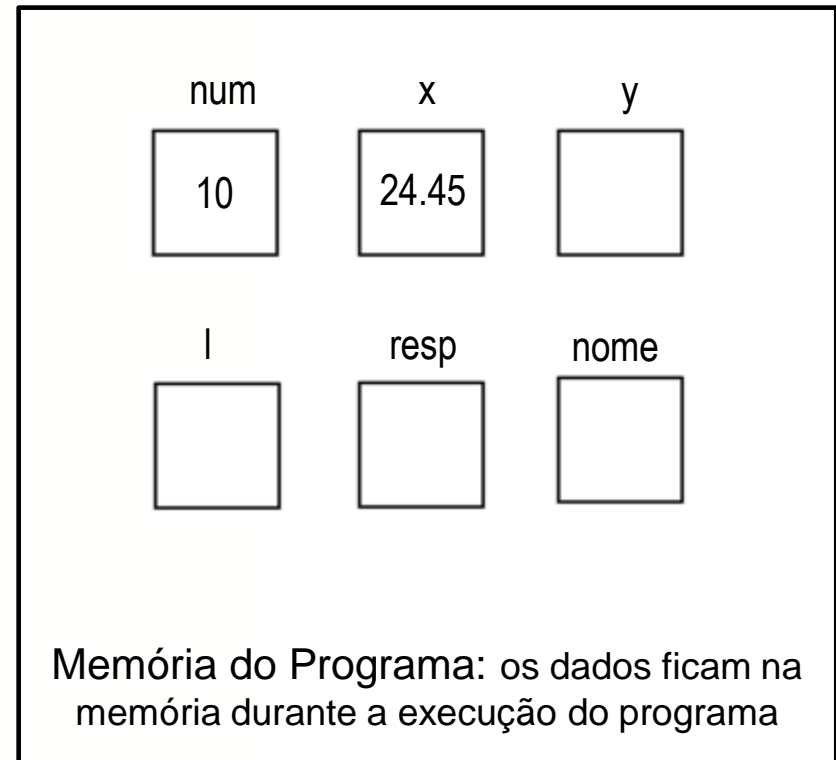 num x y
10 24.45
l resp nome
Memória do Programa: os dados ficam na
memória durante a execução do programa